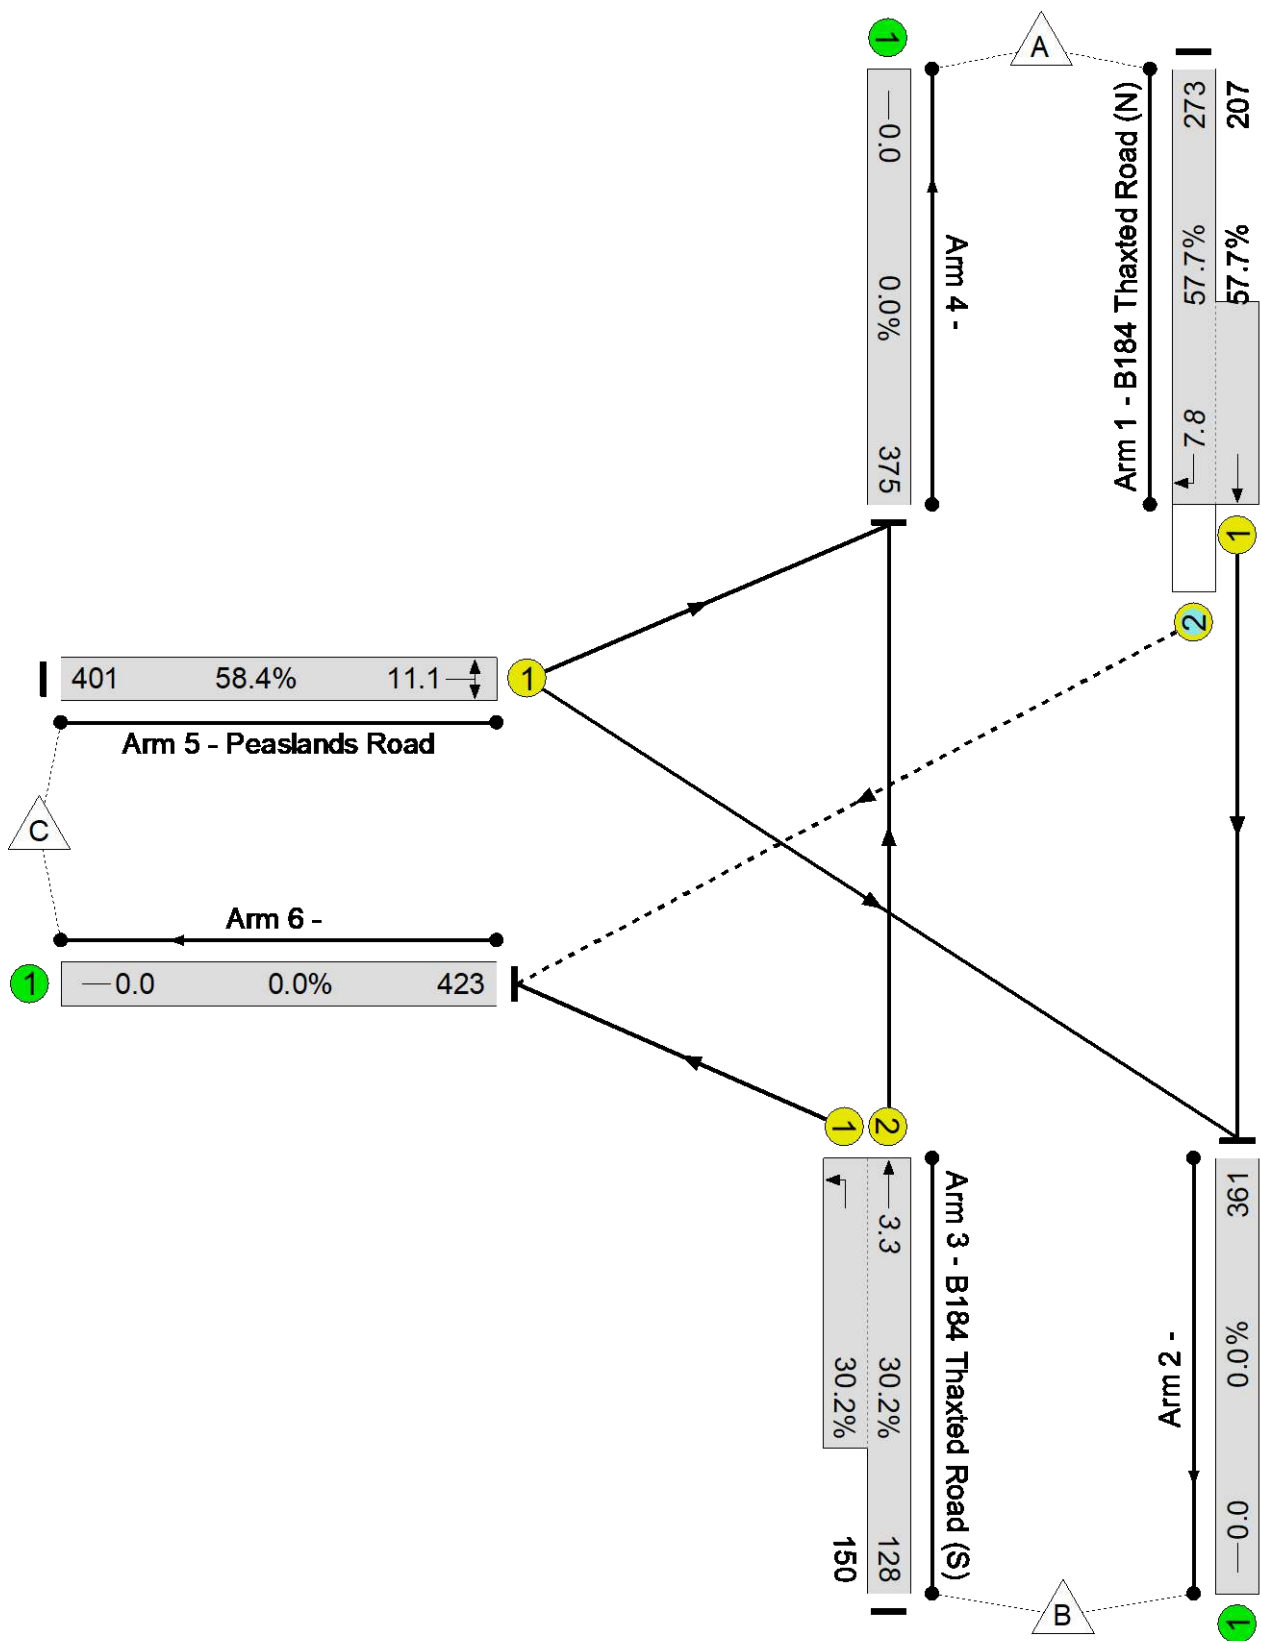 1
A
—0.0 0.0% 375
Arm 4 -
Arm 1 - B184 Thaxted Road (N)
273 57.7% 7.8
207 57.7%
1
2
401 58.4% 11.1
1
Arm 5 - Peaslands Road
C
Arm 6 -
1
0.0 0.0% 423
1 2
3.3 30.2% 128
30.2% 150
Arm 3 - B184 Thaxted Road (S)
Arm 2 -
361 0.0% 0.0
B
1